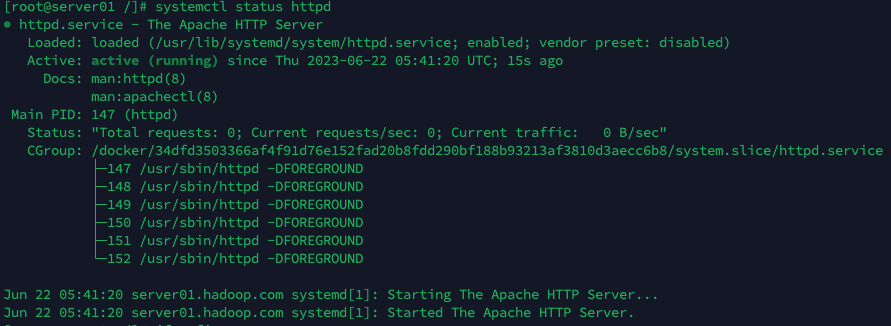 [root@server01 /]# systemctl status httpd
● httpd.service - The Apache HTTP Server
   Loaded: loaded (/usr/lib/systemd/system/httpd.service; enabled; vendor preset: disabled)
   Active: active (running) since Thu 2023-06-22 05:41:20 UTC; 15s ago
     Docs: man:httpd(8)
           man:apachectl(8)
 Main PID: 147 (httpd)
   Status: "Total requests: 0; Current requests/sec: 0; Current traffic:   0 B/sec"
   CGroup: /docker/34dfd3503366af4f91d76e152fad20b8fdd290bf188b93213af3810d3aecc6b8/system.slice/httpd.service
           ├─147 /usr/sbin/httpd -DFOREGROUND
           ├─148 /usr/sbin/httpd -DFOREGROUND
           ├─149 /usr/sbin/httpd -DFOREGROUND
           ├─150 /usr/sbin/httpd -DFOREGROUND
           ├─151 /usr/sbin/httpd -DFOREGROUND
           └─152 /usr/sbin/httpd -DFOREGROUND

Jun 22 05:41:20 server01.hadoop.com systemd[1]: Starting The Apache HTTP Server...
Jun 22 05:41:20 server01.hadoop.com systemd[1]: Started The Apache HTTP Server.